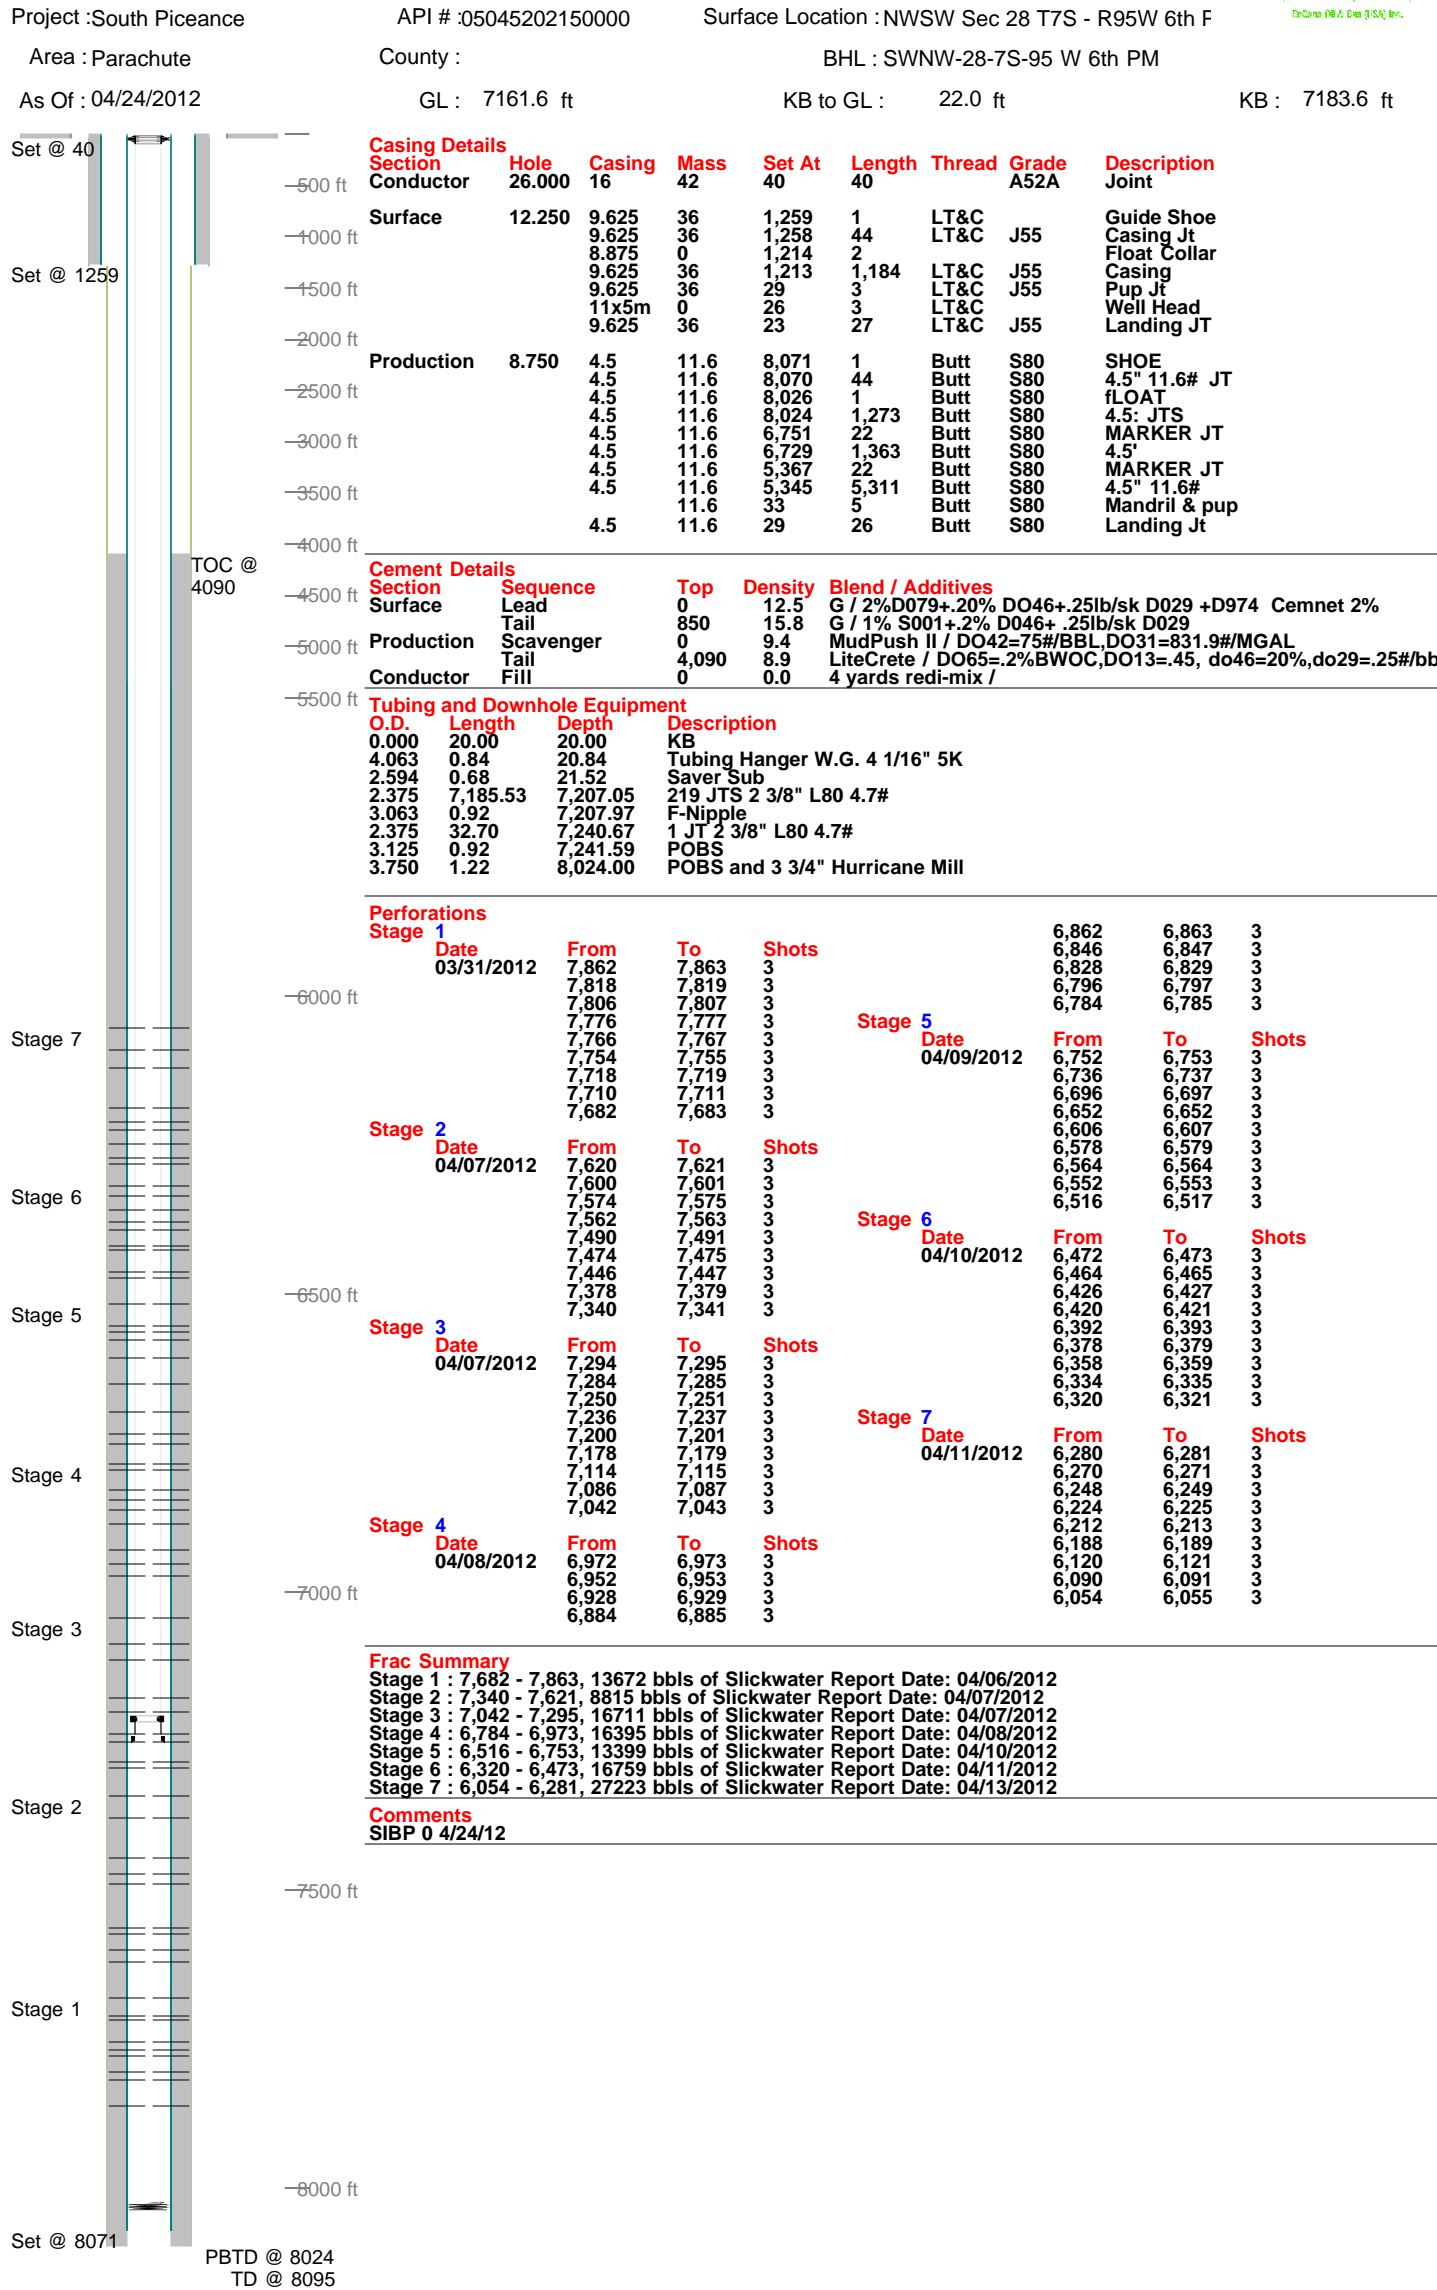 Project : South Piceance API # : 05045202150000 Surface Location : NWSW Sec 28 T7S - R95W 6th P
Area : Parachute County : BHL : SWNW-28-7S-95 W 6th PM
As Of : 04/24/2012 GL : 7161.6 ft KB to GL : 22.0 ft KB : 7183.6 ft
Casing Details
Section Hole Casing Mass Set At Length Thread Grade Description
Conductor 26.000 16 42 40 40 A52A Joint
Surface 12.250 9.625 36 1,259 1 LT&C Guide Shoe
9.625 36 1,258 44 LT&C J55 Casing Jt
8.875 0 1,214 2 Float Collar
9.625 36 1,213 1,184 LT&C J55 Casing
9.625 36 29 3 LT&C J55 Pup Jt
11x5m 0 26 3 LT&C Well Head
9.625 36 23 27 LT&C J55 Landing JT
Production 8.750 4.5 11.6 8,071 1 Butt S80 SHOE
4.5 11.6 8,070 44 Butt S80 4.5" 11.6# JT
4.5 11.6 8,026 1 Butt S80 fLOAT
4.5 11.6 8,024 1,273 Butt S80 4.5: JTS
4.5 11.6 6,751 22 Butt S80 MARKER JT
4.5 11.6 6,729 1,363 Butt S80 4.5'
4.5 11.6 5,367 22 Butt S80 MARKER JT
4.5 11.6 5,345 5,311 Butt S80 4.5" 11.6#
11.6 33 5 Butt S80 Mandril & pup
4.5 11.6 29 26 Butt S80 Landing Jt
Cement Details
Section Sequence Top Density Blend / Additives
Surface Lead 0 12.5 G / 2%D079+.20% DO46+.25lb/sk D029 +D974 Cemnet 2%
Tail 850 15.8 G / 1% S001+.2% D046+ .25lb/sk D029
Production Scavenger 0 9.4 MudPush II / DO42=75#/BBL,DO31=831.9#/MGAL
Tail 4,090 8.9 LiteCrete / DO65=.2%BWOC,DO13=.45, do46=20%,do29=.25#/bb
Conductor Fill 0 0.0 4 yards redi-mix /
Tubing and Downhole Equipment
O.D. Length Depth Description
0.000 20.00 20.00 KB
4.063 0.84 20.84 Tubing Hanger W.G. 4 1/16" 5K
2.594 0.68 21.52 Saver Sub
2.375 7,185.53 7,207.05 219 JTS 2 3/8" L80 4.7#
3.063 0.92 7,207.97 F-Nipple
2.375 32.70 7,240.67 1 JT 2 3/8" L80 4.7#
3.125 0.92 7,241.59 POBS
3.750 1.22 8,024.00 POBS and 3 3/4" Hurricane Mill
Perforations
Stage 1
Date From To Shots
03/31/2012 7,862 7,863 3
7,818 7,819 3
7,806 7,807 3
7,776 7,777 3
7,766 7,767 3
7,754 7,755 3
7,718 7,719 3
7,710 7,711 3
7,682 7,683 3
Stage 2
Date From To Shots
04/07/2012 7,620 7,621 3
7,600 7,601 3
7,574 7,575 3
7,562 7,563 3
7,490 7,491 3
7,474 7,475 3
7,446 7,447 3
7,378 7,379 3
7,340 7,341 3
Stage 3
Date From To Shots
04/07/2012 7,294 7,295 3
7,284 7,285 3
7,250 7,251 3
7,236 7,237 3
7,200 7,201 3
7,178 7,179 3
7,114 7,115 3
7,086 7,087 3
7,042 7,043 3
Stage 4
Date From To Shots
04/08/2012 6,972 6,973 3
6,952 6,953 3
6,928 6,929 3
6,884 6,885 3
6,862 6,863 3
6,846 6,847 3
6,828 6,829 3
6,796 6,797 3
6,784 6,785 3
Stage 5
Date From To Shots
04/09/2012 6,752 6,753 3
6,736 6,737 3
6,696 6,697 3
6,652 6,652 3
6,606 6,607 3
6,578 6,579 3
6,564 6,564 3
6,552 6,553 3
6,516 6,517 3
Stage 6
Date From To Shots
04/10/2012 6,472 6,473 3
6,464 6,465 3
6,426 6,427 3
6,420 6,421 3
6,392 6,393 3
6,378 6,379 3
6,358 6,359 3
6,334 6,335 3
6,320 6,321 3
Stage 7
Date From To Shots
04/11/2012 6,280 6,281 3
6,270 6,271 3
6,248 6,249 3
6,224 6,225 3
6,212 6,213 3
6,188 6,189 3
6,120 6,121 3
6,090 6,091 3
6,054 6,055 3
Frac Summary
Stage 1 : 7,682 - 7,863, 13672 bbls of Slickwater Report Date: 04/06/2012
Stage 2 : 7,340 - 7,621, 8815 bbls of Slickwater Report Date: 04/07/2012
Stage 3 : 7,042 - 7,295, 16711 bbls of Slickwater Report Date: 04/07/2012
Stage 4 : 6,784 - 6,973, 16395 bbls of Slickwater Report Date: 04/08/2012
Stage 5 : 6,516 - 6,753, 13399 bbls of Slickwater Report Date: 04/10/2012
Stage 6 : 6,320 - 6,473, 16759 bbls of Slickwater Report Date: 04/11/2012
Stage 7 : 6,054 - 6,281, 27223 bbls of Slickwater Report Date: 04/13/2012
Comments
SIBP 0 4/24/12
Set @ 40
500 ft
1000 ft
Set @ 1259
1500 ft
2000 ft
2500 ft
3000 ft
3500 ft
4000 ft
TOC @
4090
4500 ft
5000 ft
5500 ft
6000 ft
Stage 7
Stage 6
6500 ft
Stage 5
Stage 4
7000 ft
Stage 3
Stage 2
7500 ft
Stage 1
8000 ft
Set @ 8071
PBTD @ 8024
TD @ 8095